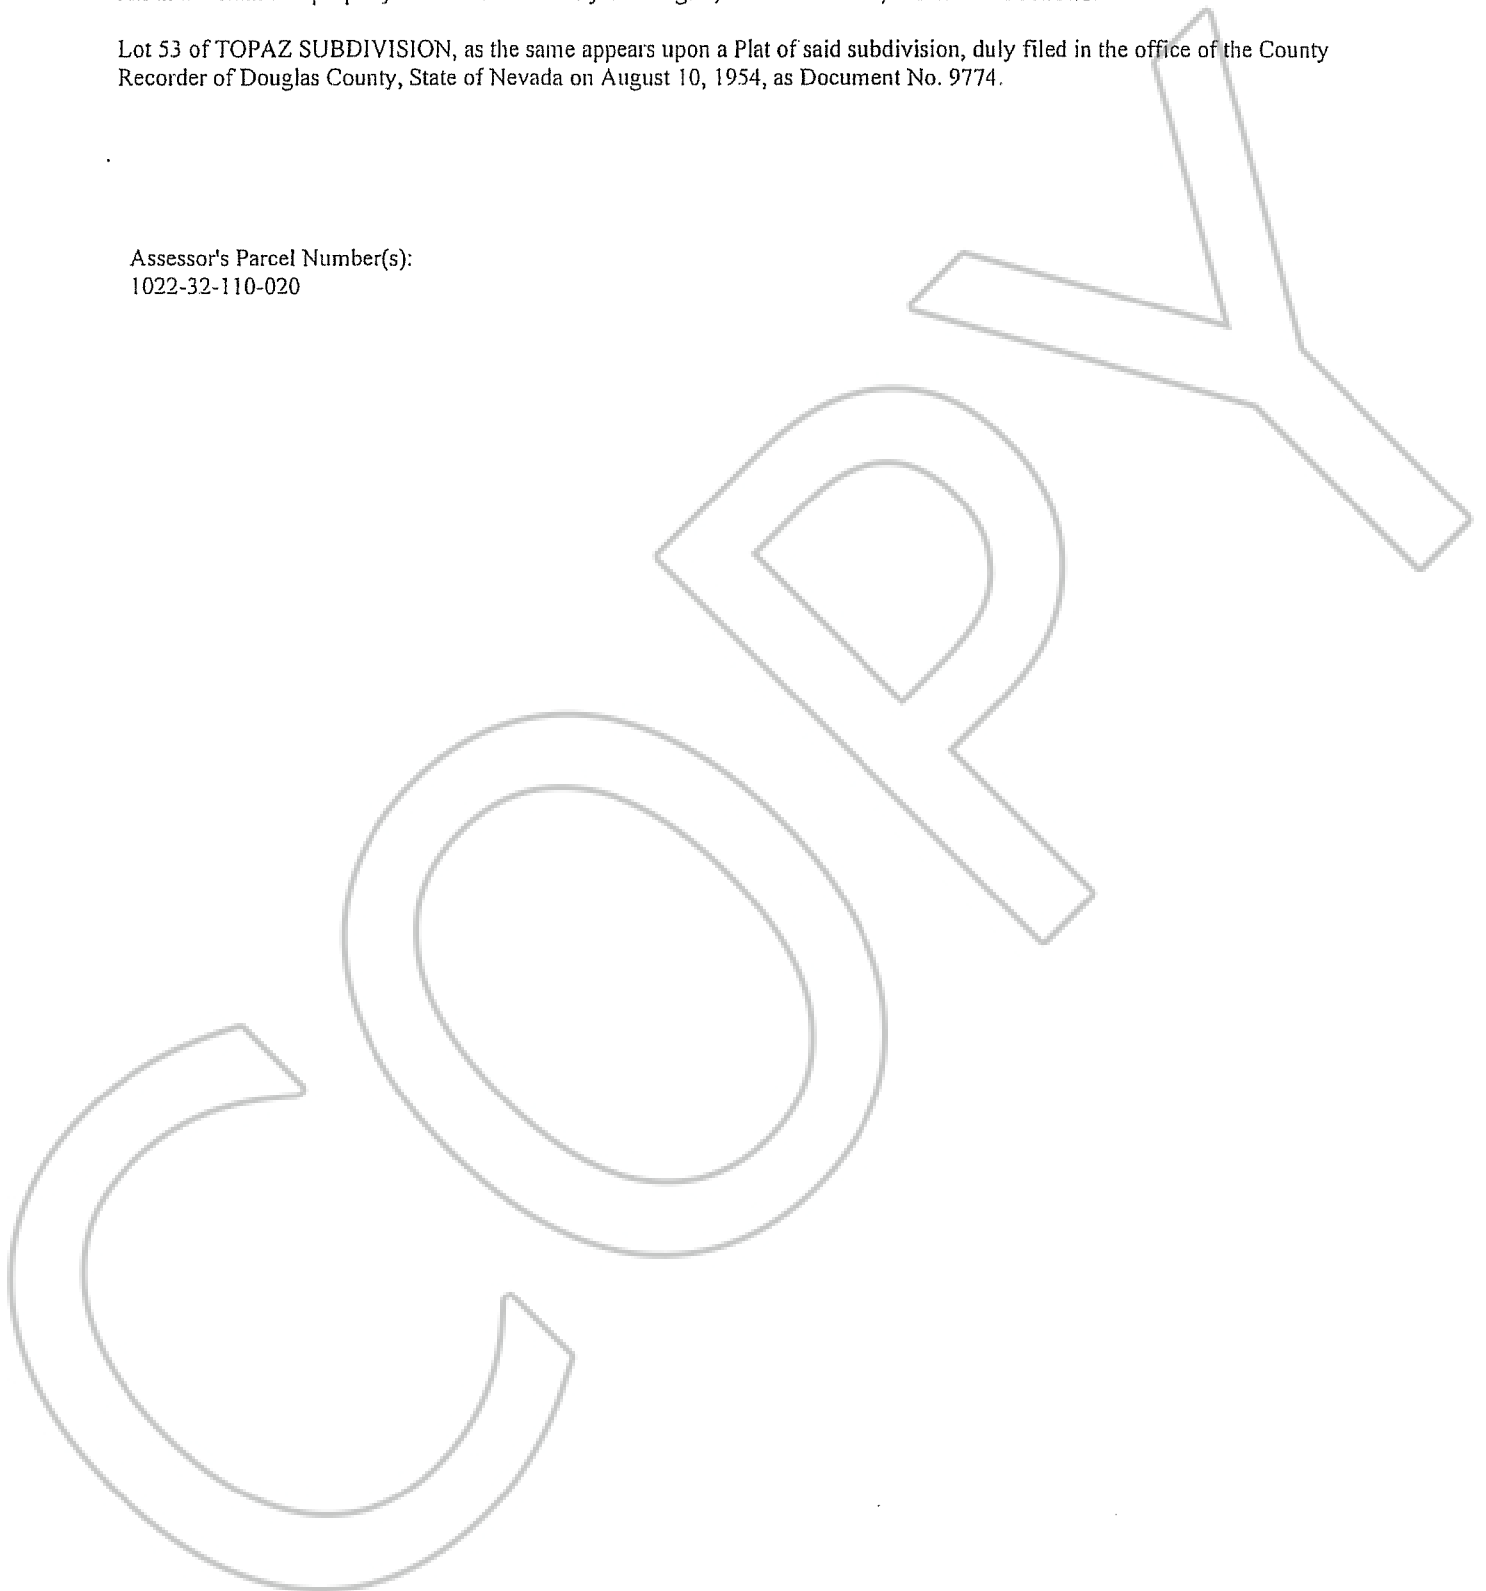 Lot 53 of TOPAZ SUBDIVISION, as the same appears upon a Plat of said subdivision, duly filed in the office of the County
Recorder of Douglas County, State of Nevada on August 10, 1954, as Document No. 9774.
Assessor's Parcel Number(s):
1022-32-110-020
COPY